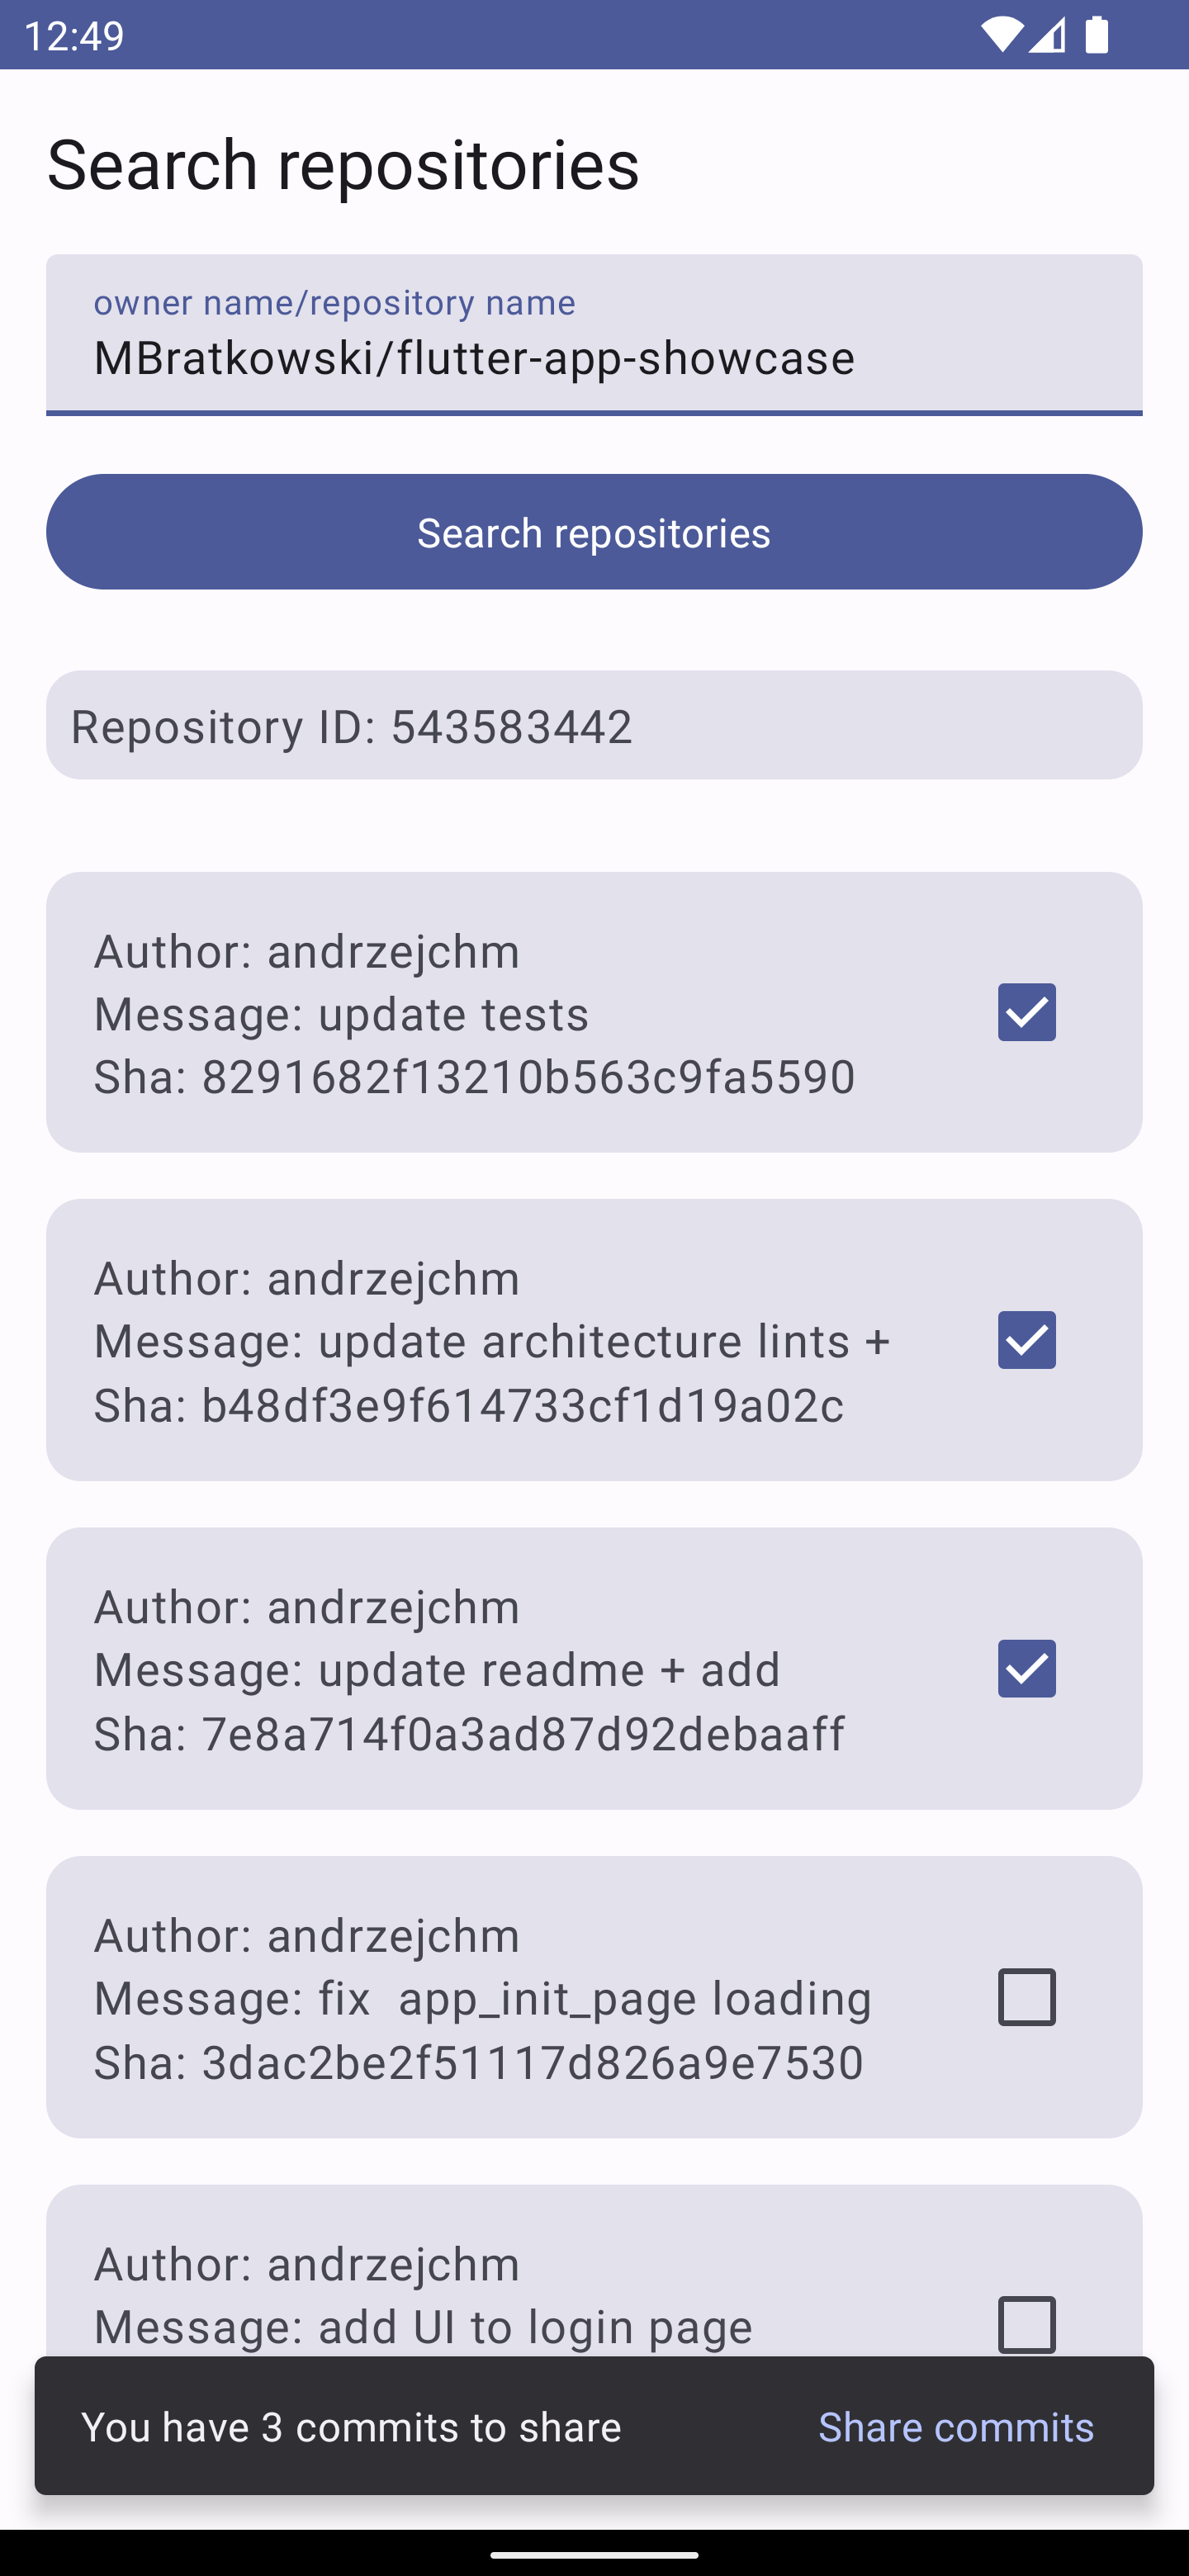 12:49
Search repositories
owner name/repository name
MBratkowski/flutter-app-showcase
Search repositories
Repository ID: 543583442
Author: andrzejchm
Message: update tests
Sha: 8291682f13210b563c9fa5590
Author: andrzejchm
Message: update architecture lints +
Sha: b48df3e9f614733cf1d19a02c
Author: andrzejchm
Message: update readme + add
Sha: 7e8a714f0a3ad87d92debaaff
Author: andrzejchm
Message: fix  app_init_page loading
Sha: 3dac2be2f51117d826a9e7530
Author: andrzejchm
Message: add UI to login page
You have 3 commits to share
Share commits